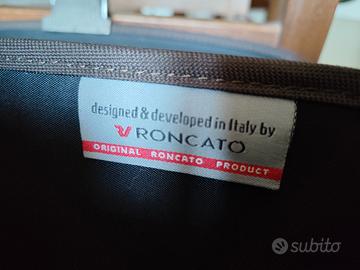 designed & developed in Italy by
RONCATO
ORIGINAL RONCATO PRODUCT
subito